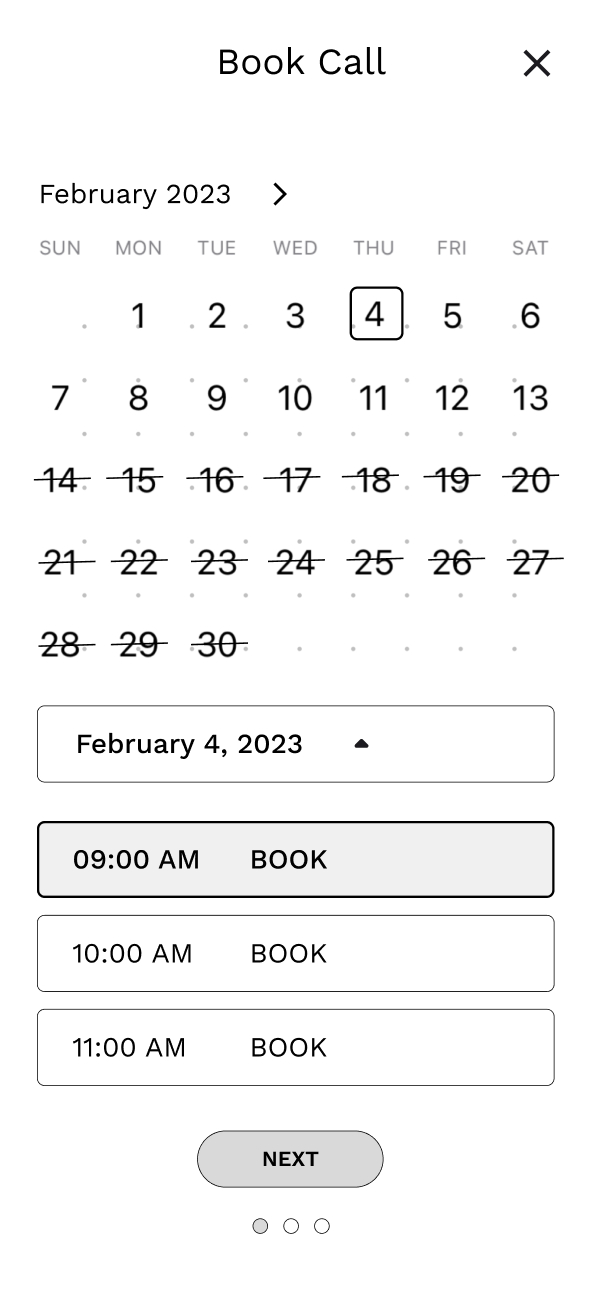 Book Call
February 2023
SUN MON TUE WED THU FRI SAT
1 2 3 4 5 6
7 8 9 10 11 12 13
14 15 16 17 18 19 20
21 22 23 24 25 26 27
28 29 30
February 4, 2023
09:00 AM BOOK
10:00 AM BOOK
11:00 AM BOOK
NEXT